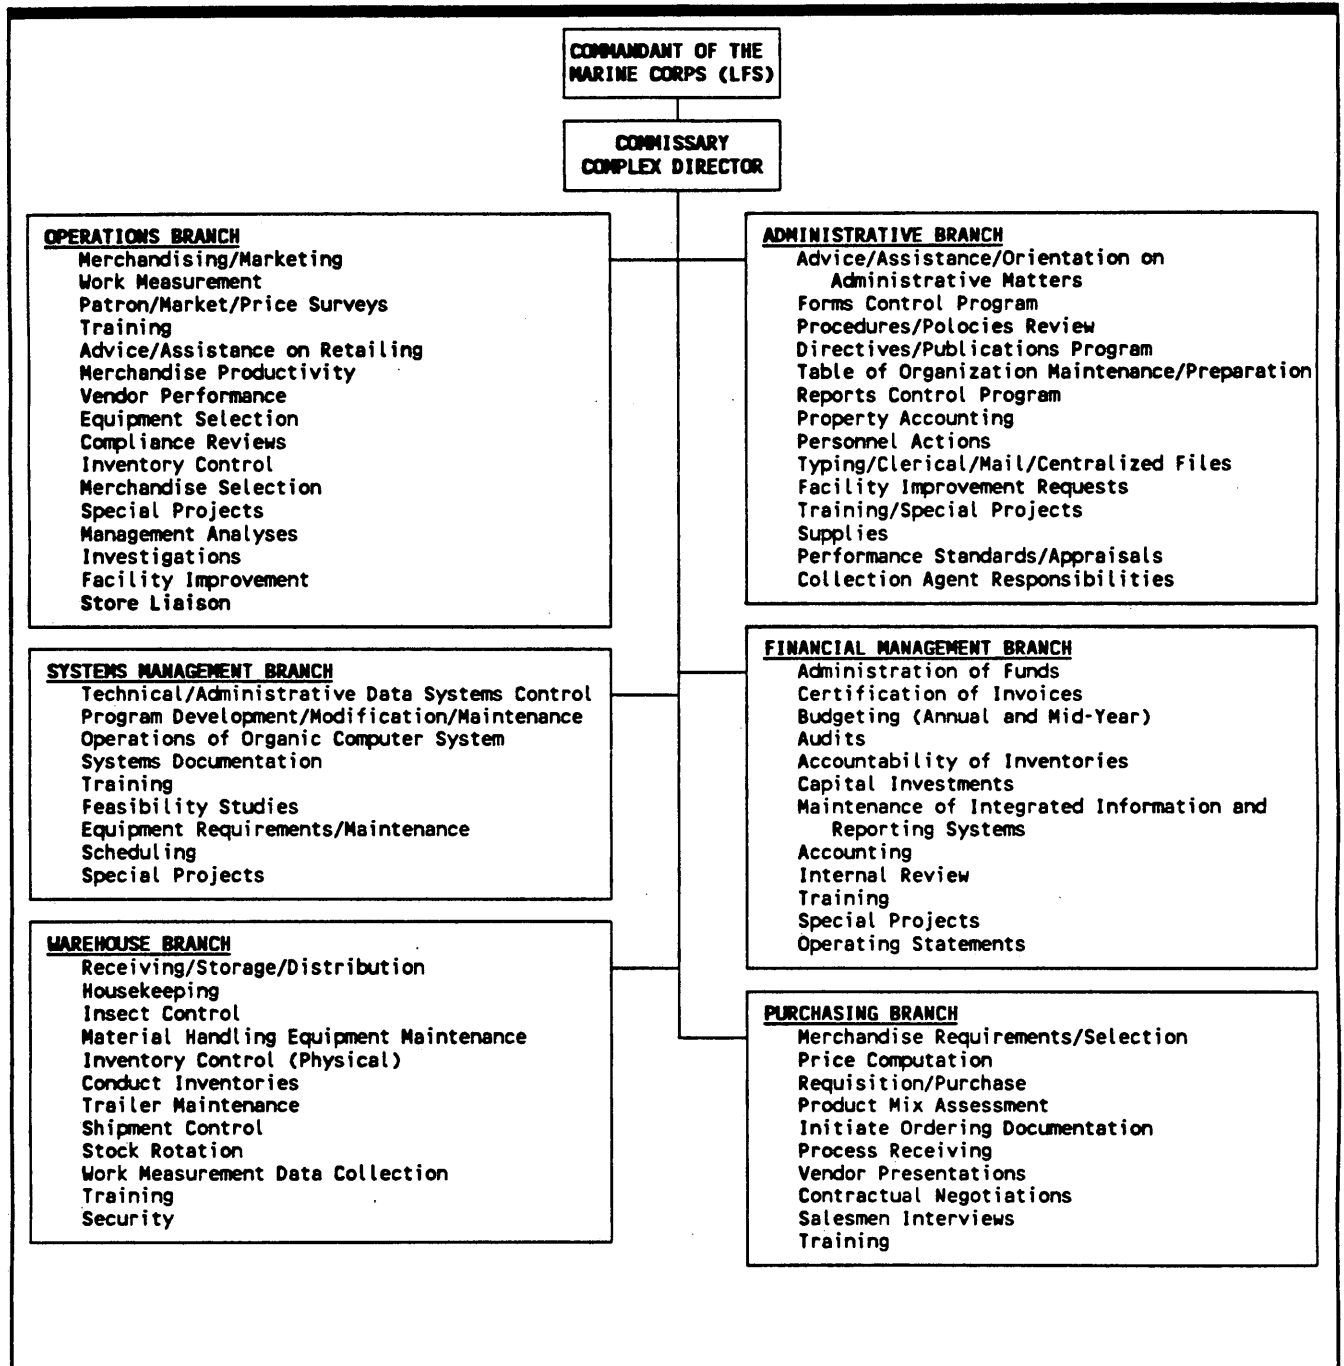 COMMANDANT OF THE
MARINE CORPS (LFS)
COMMISSARY
COMPLEX DIRECTOR
OPERATIONS BRANCH
Merchandising/Marketing
Work Measurement
Patron/Market/Price Surveys
Training
Advice/Assistance on Retailing
Merchandise Productivity
Vendor Performance
Equipment Selection
Compliance Reviews
Inventory Control
Merchandise Selection
Special Projects
Management Analyses
Investigations
Facility Improvement
Store Liaison
ADMINISTRATIVE BRANCH
Advice/Assistance/Orientation on
Administrative Matters
Forms Control Program
Procedures/Polocies Review
Directives/Publications Program
Table of Organization Maintenance/Preparation
Reports Control Program
Property Accounting
Personnel Actions
Typing/Clerical/Mail/Centralized Files
Facility Improvement Requests
Training/Special Projects
Supplies
Performance Standards/Appraisals
Collection Agent Responsibilities
SYSTEMS MANAGEMENT BRANCH
Technical/Administrative Data Systems Control
Program Development/Modification/Maintenance
Operations of Organic Computer System
Systems Documentation
Training
Feasibility Studies
Equipment Requirements/Maintenance
Scheduling
Special Projects
FINANCIAL MANAGEMENT BRANCH
Administration of Funds
Certification of Invoices
Budgeting (Annual and Mid-Year)
Audits
Accountability of Inventories
Capital Investments
Maintenance of Integrated Information and
Reporting Systems
Accounting
Internal Review
Training
Special Projects
Operating Statements
WAREHOUSE BRANCH
Receiving/Storage/Distribution
Housekeeping
Insect Control
Material Handling Equipment Maintenance
Inventory Control (Physical)
Conduct Inventories
Trailer Maintenance
Shipment Control
Stock Rotation
Work Measurement Data Collection
Training
Security
PURCHASING BRANCH
Merchandise Requirements/Selection
Price Computation
Requisition/Purchase
Product Mix Assessment
Initiate Ordering Documentation
Process Receiving
Vendor Presentations
Contractual Negotiations
Salesmen Interviews
Training